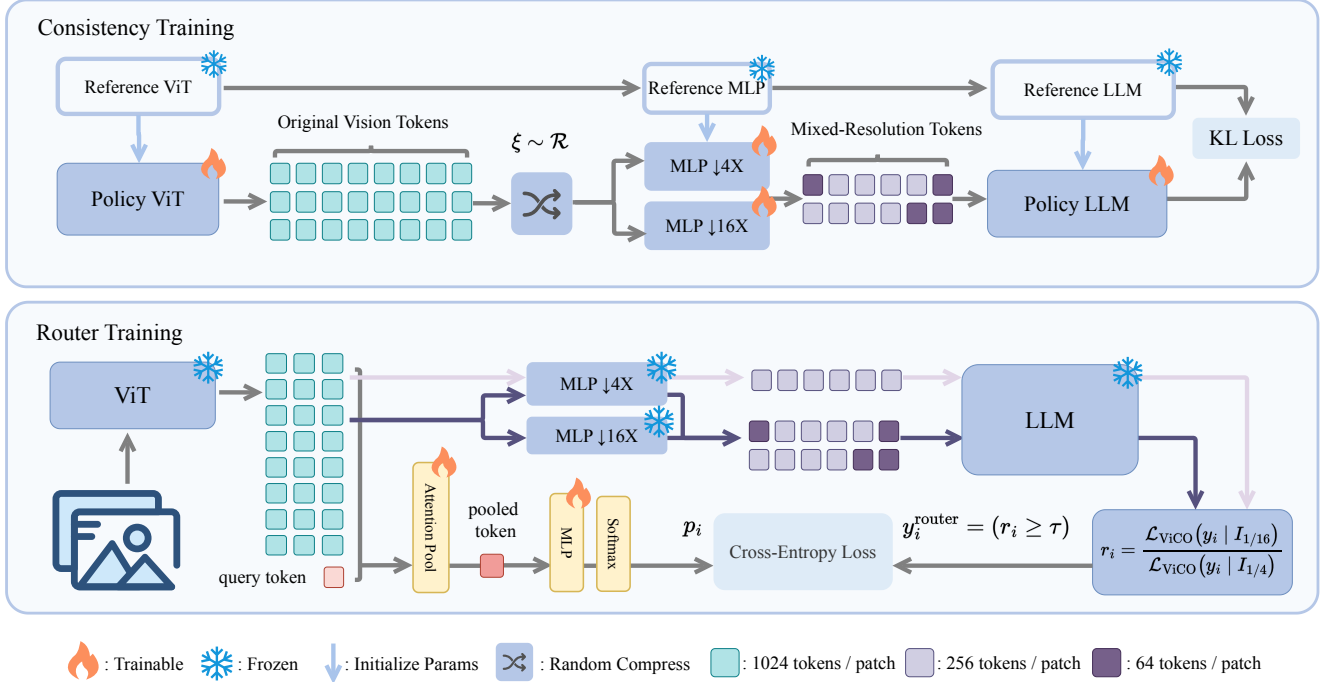 Consistency Training
Reference ViT
Reference MLP
Reference LLM
Original Vision Tokens
ξ ∼ R
Mixed-Resolution Tokens
KL Loss
Policy ViT
MLP ↓4X
MLP ↓16X
Policy LLM
Router Training
ViT
MLP ↓4X
MLP ↓16X
LLM
Attention Pool
pooled
token
MLP
Softmax
query token
p_i
Cross-Entropy Loss
y_i^router = (r_i ≥ τ)
r_i = L_ViCO(y_i | I_1/16) / L_ViCO(y_i | I_1/4)
: Trainable : Frozen : Initialize Params : Random Compress : 1024 tokens / patch : 256 tokens / patch : 64 tokens / patch